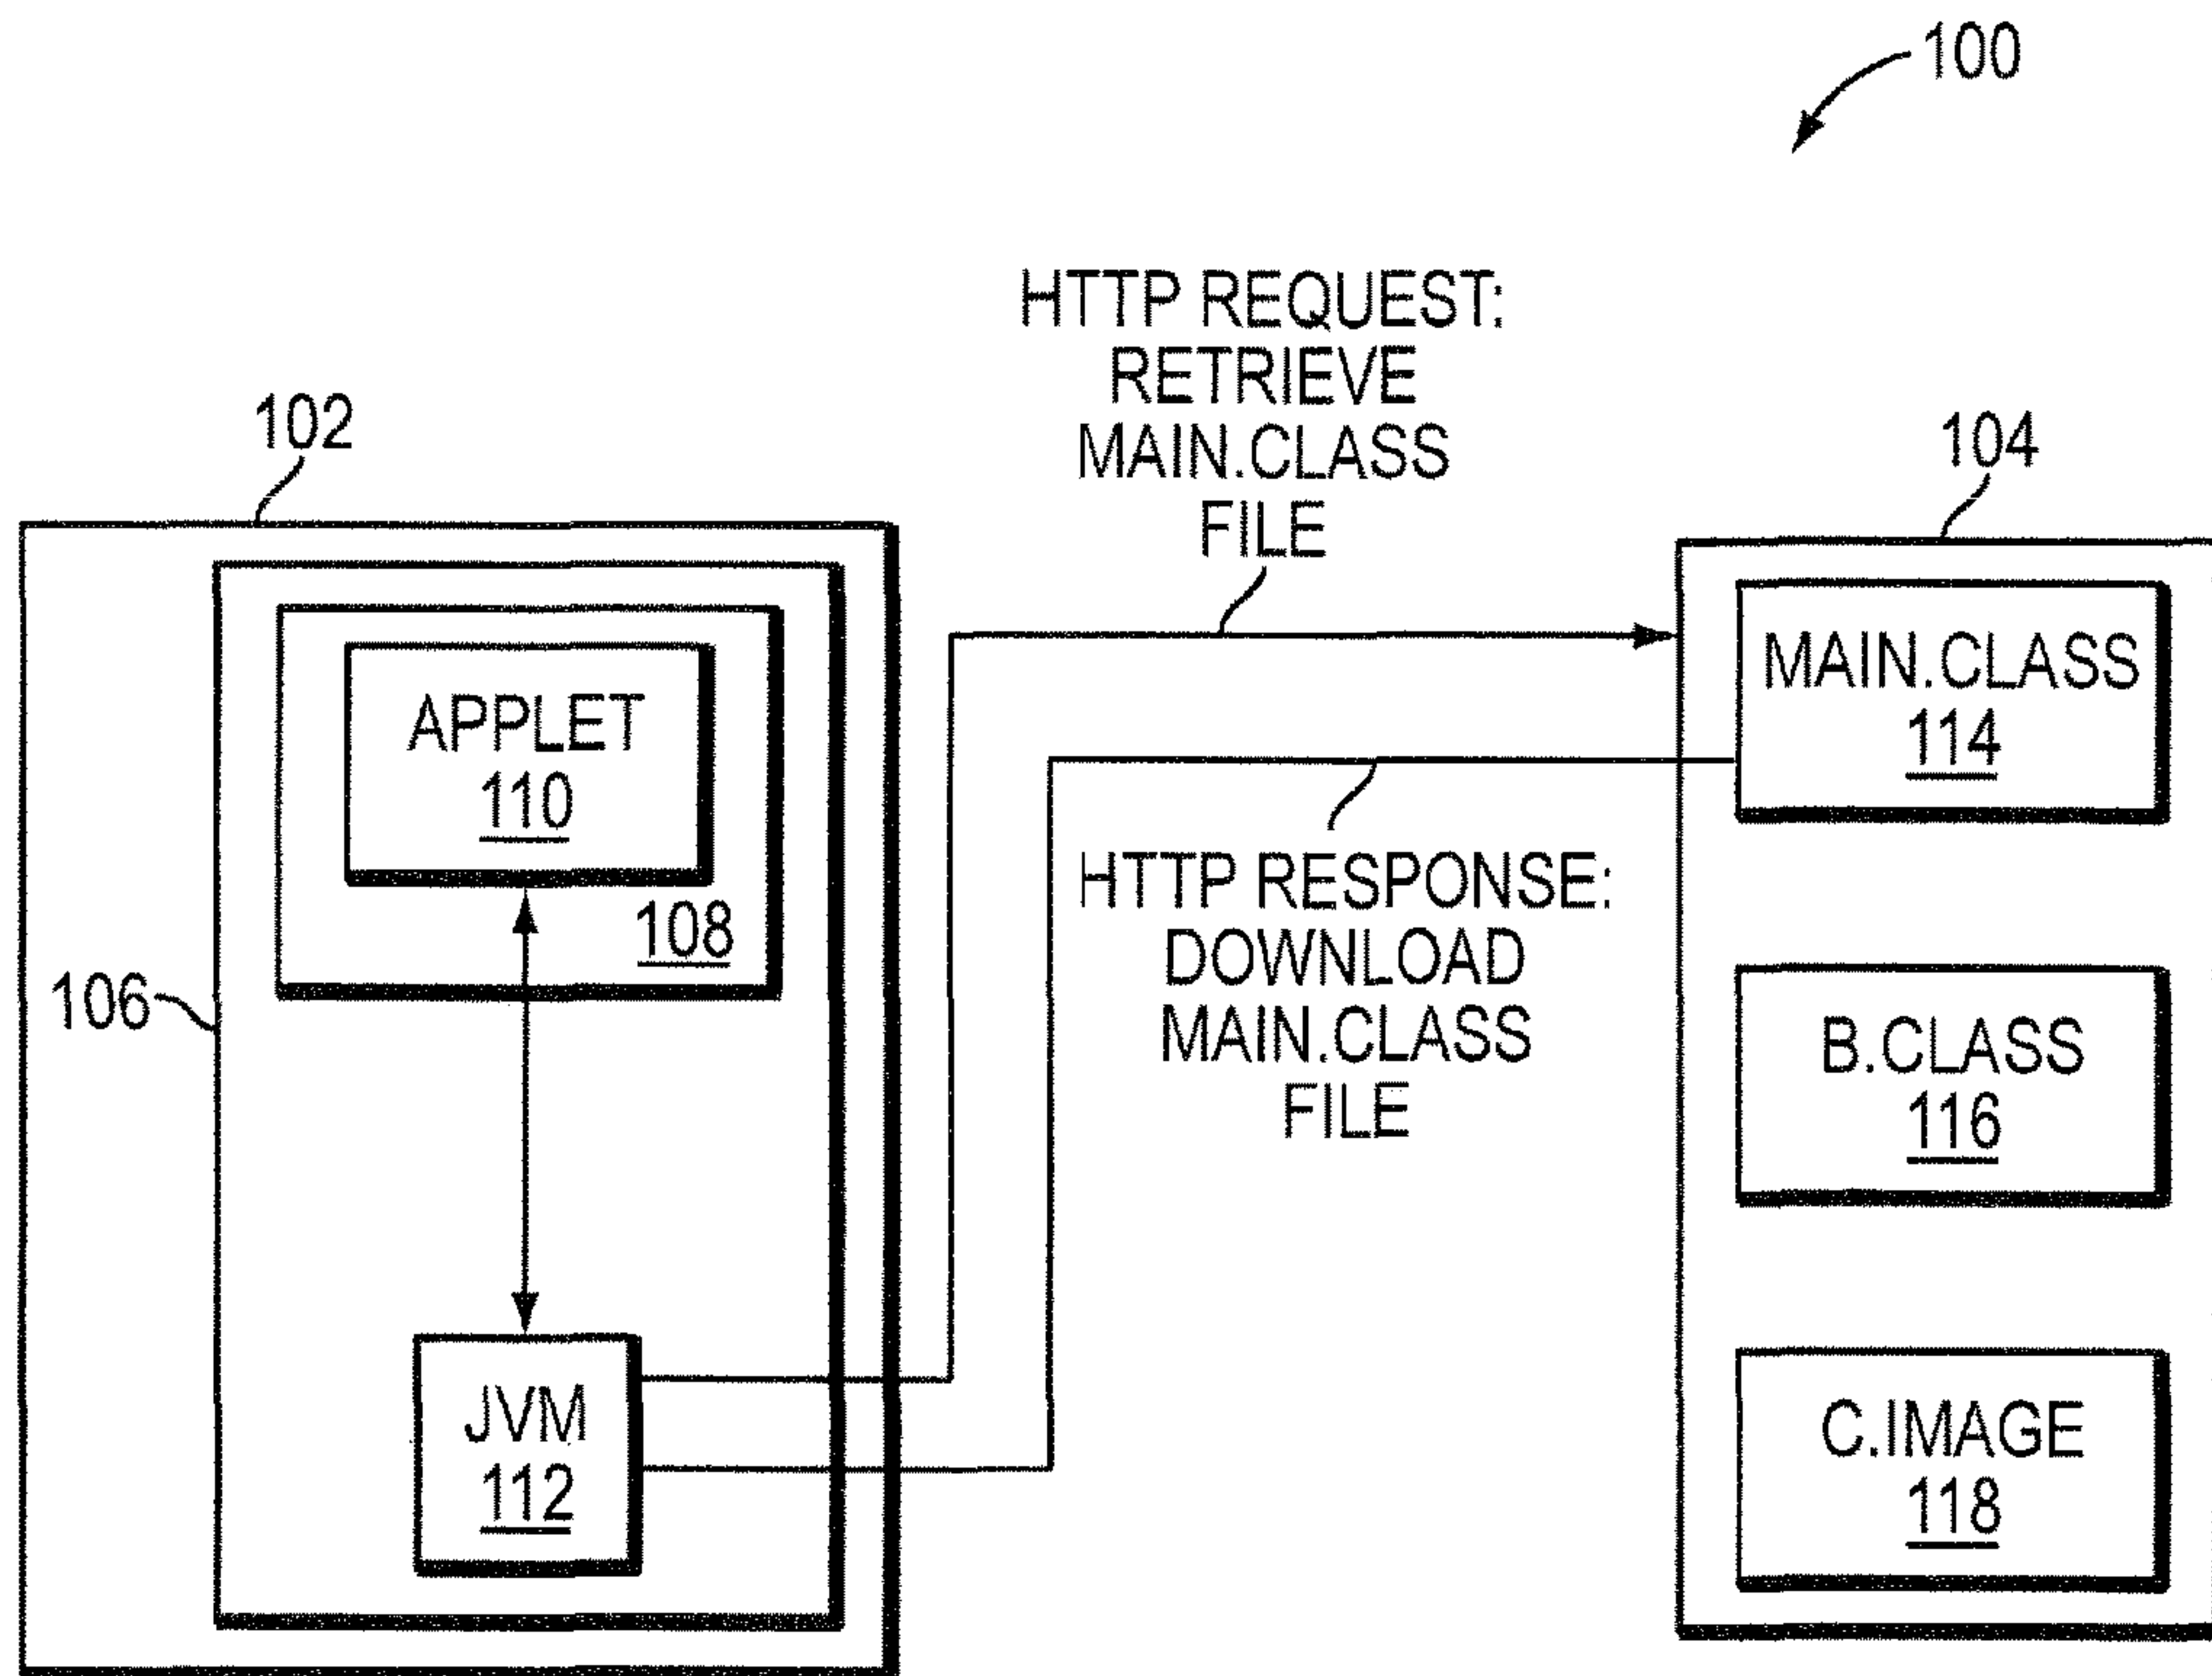 100
HTTP REQUEST:
RETRIEVE
MAIN.CLASS
FILE
102
104
APPLET
110
108
106
JVM
112
HTTP RESPONSE:
DOWNLOAD
MAIN.CLASS
FILE
MAIN.CLASS
114
B.CLASS
116
C.IMAGE
118